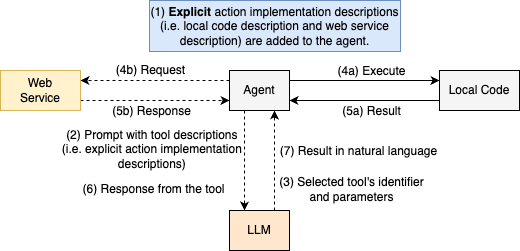 (1) Explicit action implementation descriptions
(i.e. local code description and web service
description) are added to the agent.
(4b) Request
(4a) Execute
Web
Service
Agent
Local Code
(5b) Response
(5a) Result
(2) Prompt with tool descriptions
(i.e. explicit action implementation
descriptions)
(7) Result in natural language
(6) Response from the tool
(3) Selected tool's identifier
and parameters
LLM